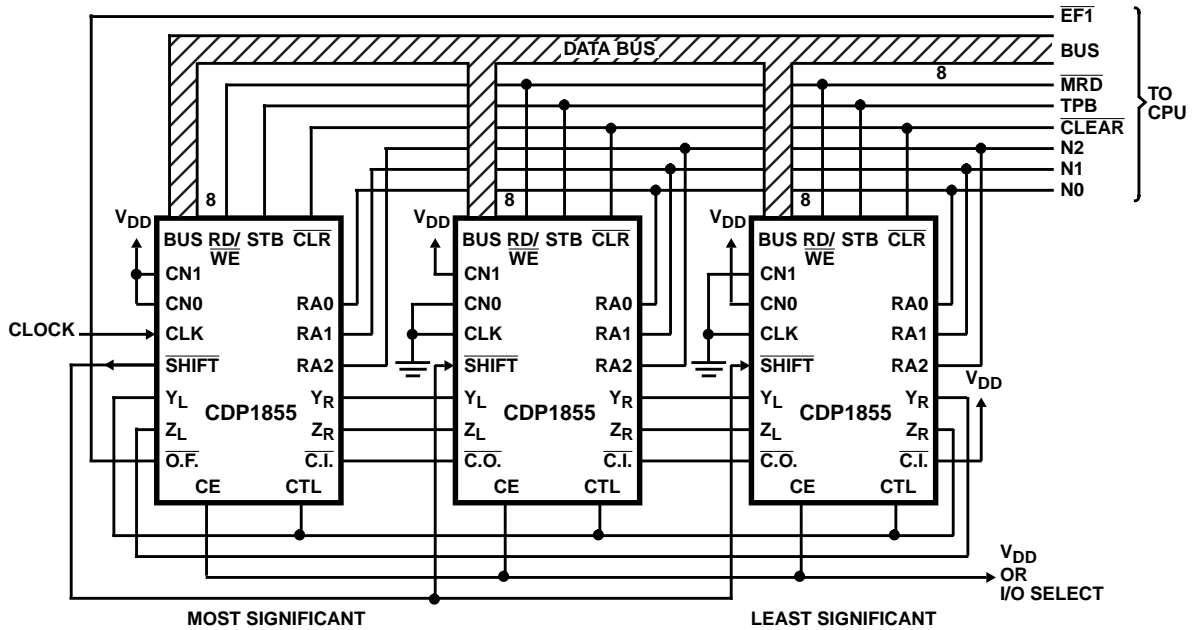 EF1
DATA BUS
BUS
8
MRD
TPB
CLEAR
N2
N1
N0
TO
CPU
8
8
8
VDD
VDD
VDD
BUS RD/ STB CLR
WE
BUS RD/ STB CLR
WE
BUS RD/ STB CLR
WE
CN1
CN1
CN1
CN0 RA0
CN0 RA0
CN0 RA0
CLOCK
CLK RA1
CLK RA1
CLK RA1
SHIFT RA2
SHIFT RA2
SHIFT RA2
VDD
YL YR
YL YR
YL YR
CDP1855
CDP1855
CDP1855
ZL ZR
ZL ZR
ZL ZR
O.F. C.I.
C.O. C.I.
C.O. C.I.
CE CTL
CE CTL
CE CTL
VDD
OR
I/O SELECT
MOST SIGNIFICANT
LEAST SIGNIFICANT